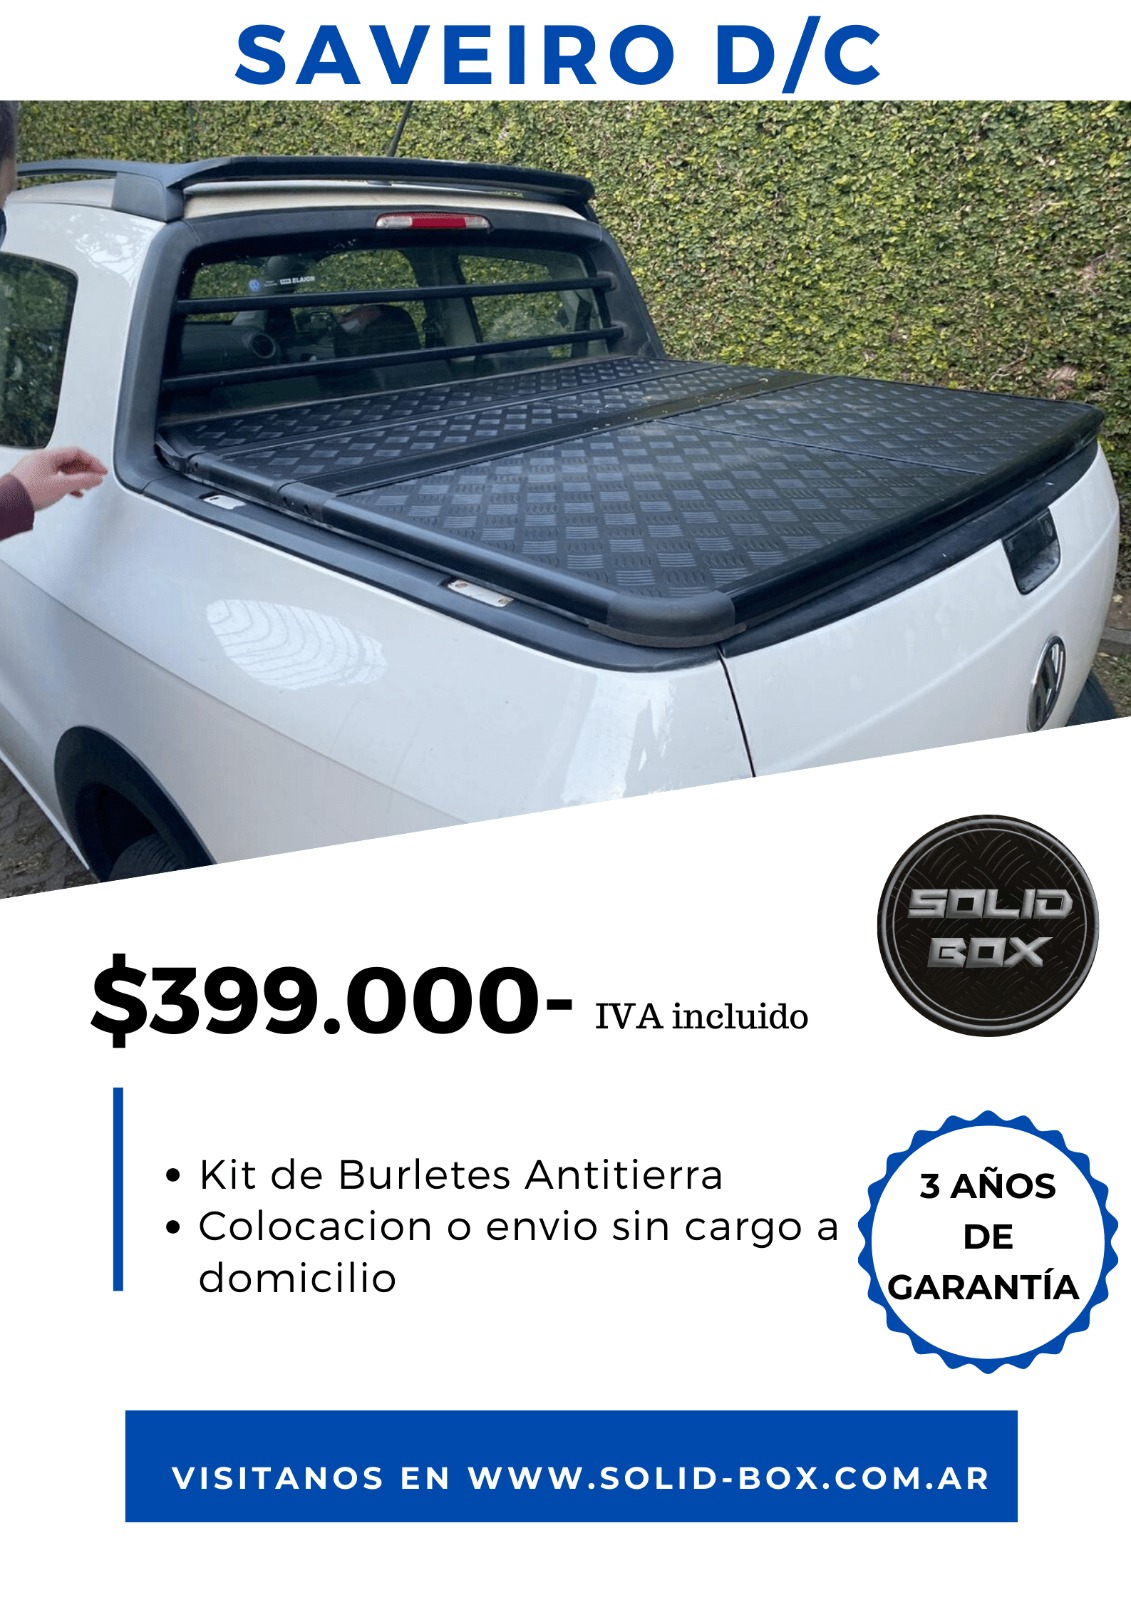 SAVEIRO D/C
ELAION
SOLID
BOX
$399.000- IVA incluido
• Kit de Burletes Antitierra
• Colocacion o envio sin cargo a
domicilio
3 AÑOS
DE
GARANTÍA
VISITANOS EN WWW.SOLID-BOX.COM.AR